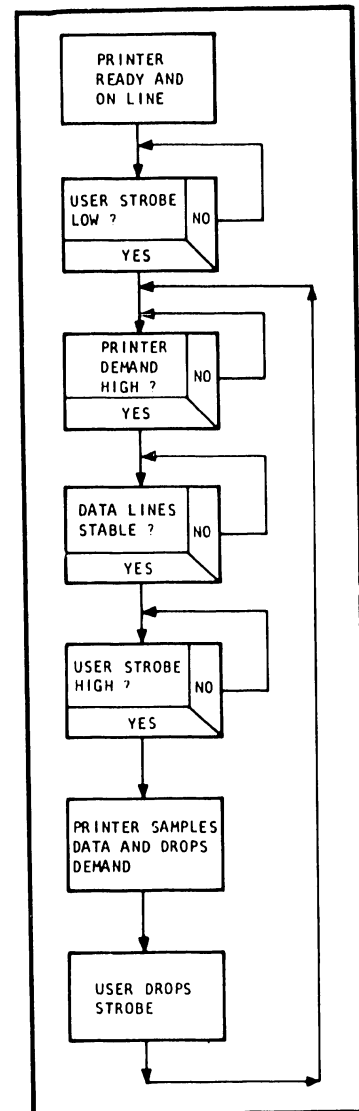 PRINTER
READY AND
ON LINE
USER STROBE
LOW ?
NO
YES
PRINTER
DEMAND
HIGH ?
NO
YES
DATA LINES
STABLE ?
NO
YES
USER STROBE
HIGH ?
NO
YES
PRINTER SAMPLES
DATA AND DROPS
DEMAND
USER DROPS
STROBE